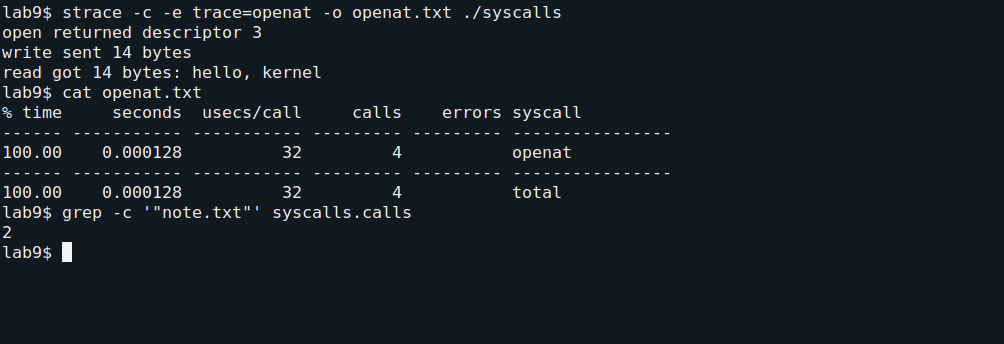 lab9$ strace -c -e trace=openat -o openat.txt ./syscalls
open returned descriptor 3
write sent 14 bytes
read got 14 bytes: hello, kernel
lab9$ cat openat.txt
% time     seconds  usecs/call     calls    errors syscall
------ ----------- ----------- --------- --------- ----------------
100.00    0.000128          32         4           openat
------ ----------- ----------- --------- --------- ----------------
100.00    0.000128          32         4           total
lab9$ grep -c '"note.txt"' syscalls.calls
2
lab9$